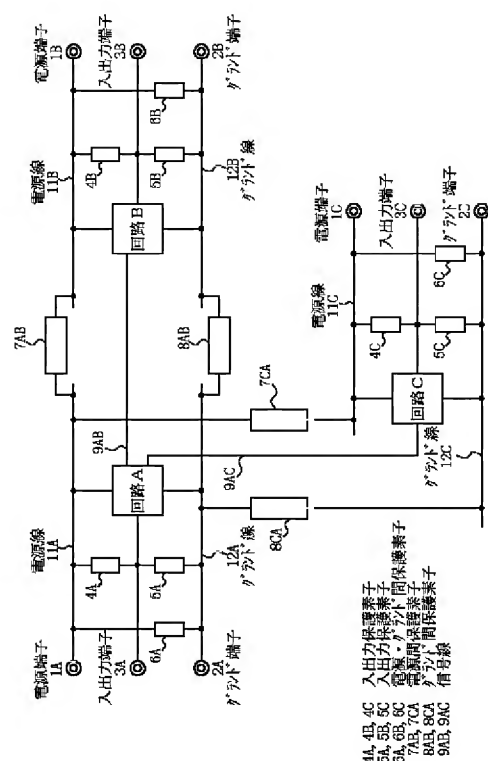 電源端子
1A
入出力端子
3A
2A
グランド端子
電源線
11A
4A
5A
6A
12A
グランド線
回路A
9AB
7AB
8AB
電源線
11B
4B
5B
6B
12B
グランド線
回路B
電源端子
1B
入出力端子
3B
2B
グランド端子
7CA
9AC
8CA
電源線
11C
4C
5C
6C
回路C
グランド線
12C
電源端子
1C
入出力端子
3C
グランド端子
2C
4A, 4B, 4C 入出力保護素子
5A, 5B, 5C 入出力保護素子
6A, 6B, 6C 電源・グランド間保護素子
7AB, 7CA 電源間保護素子
8AB, 8CA グランド間保護素子
9AB, 9AC 信号線